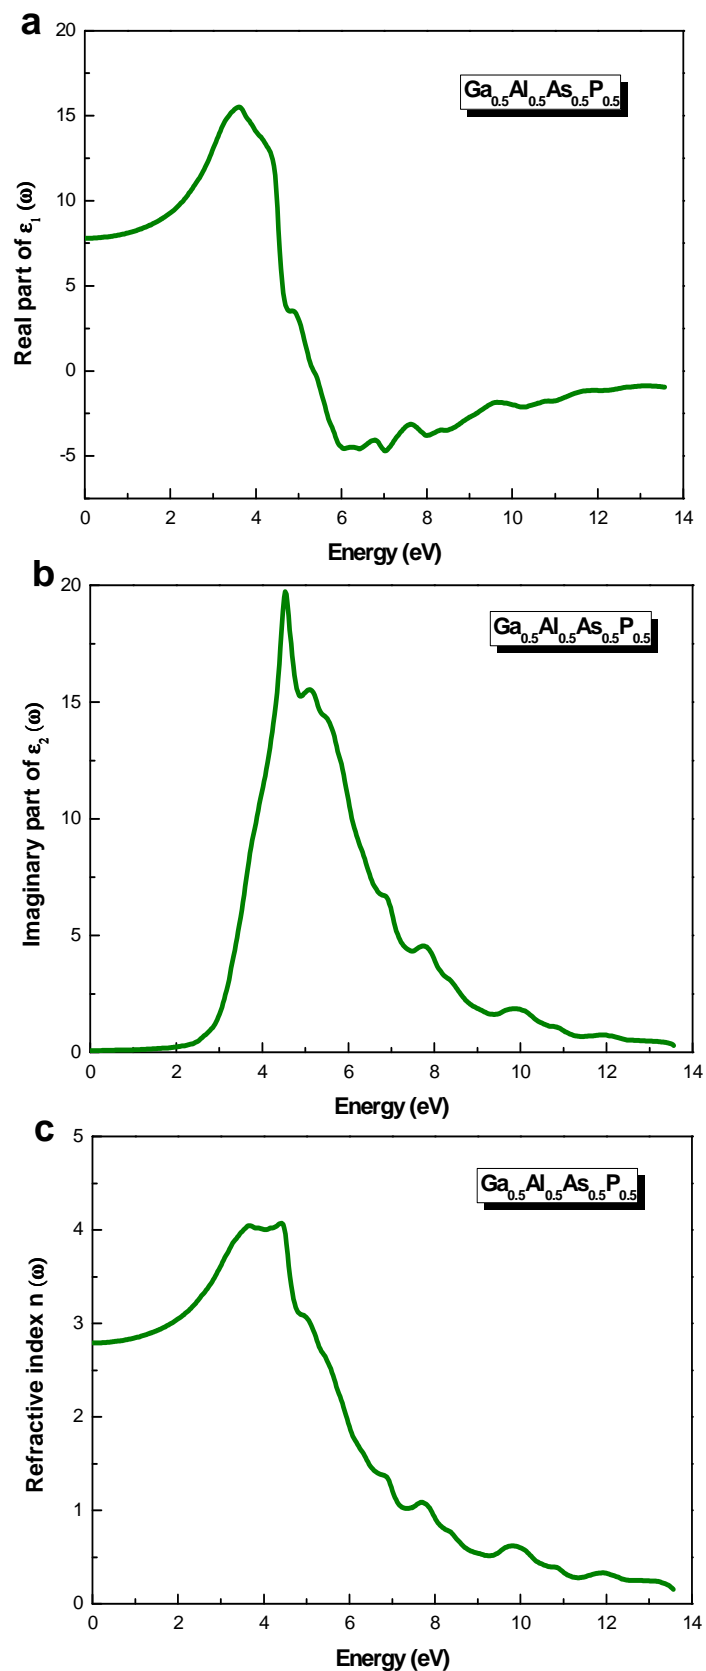 a
20
15
10
5
0
-5
Real part of ε₁ (ω)
Ga₀.₅Al₀.₅As₀.₅P₀.₅
0 2 4 6 8 10 12 14
Energy (eV)
b
20
15
10
5
0
Imaginary part of ε₂ (ω)
Ga₀.₅Al₀.₅As₀.₅P₀.₅
0 2 4 6 8 10 12 14
Energy (eV)
c
5
4
3
2
1
0
Refractive index n (ω)
Ga₀.₅Al₀.₅As₀.₅P₀.₅
0 2 4 6 8 10 12 14
Energy (eV)